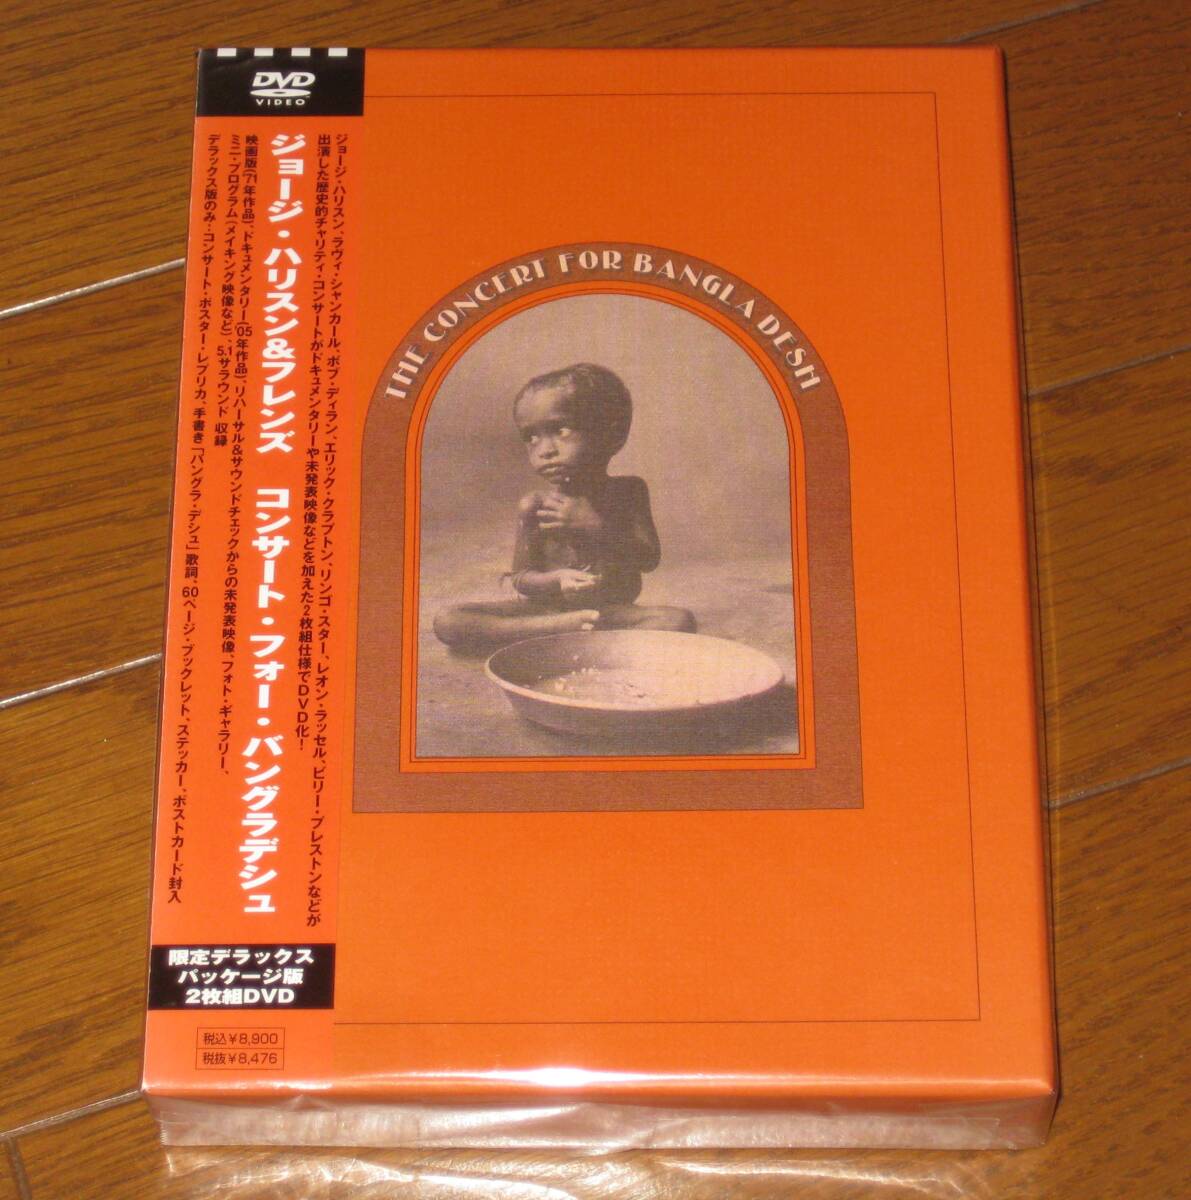 DVD
VIDEO
ジョージ・ハリスン、ラヴィ・シャンカール、ボブ・ディラン、エリック・クラプトン、リンゴ・スター、レオン・ラッセル、ビリー・プレストンなどが
出演した歴史的チャリティ・コンサートがドキュメンタリーや未発表映像などを加えた2枚組仕様でDVD化！
ジョージ・ハリスン&フレンズ コンサート・フォー・バングラデシュ
映画版('71年作品)、ドキュメンタリー('05年作品)、リハーサル&サウンドチェックからの未発表映像、フォト・ギャラリー、
ミニ・プログラム(メイキング映像など)、5.1サラウンド 収録
デラックス版のみ：コンサート・ポスター・レプリカ、手書き「バングラ・デシュ」歌詞、60ページ・ブックレット、ステッカー、ポストカード封入
限定デラックス
パッケージ版
2枚組DVD
税込¥8,900
税抜¥8,476
THE CONCERT FOR BANGLA DESH